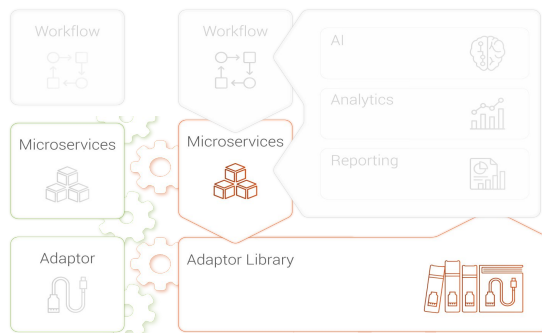 Workflow
Workflow
AI
Analytics
Reporting
Microservices
Microservices
Adaptor
Adaptor Library